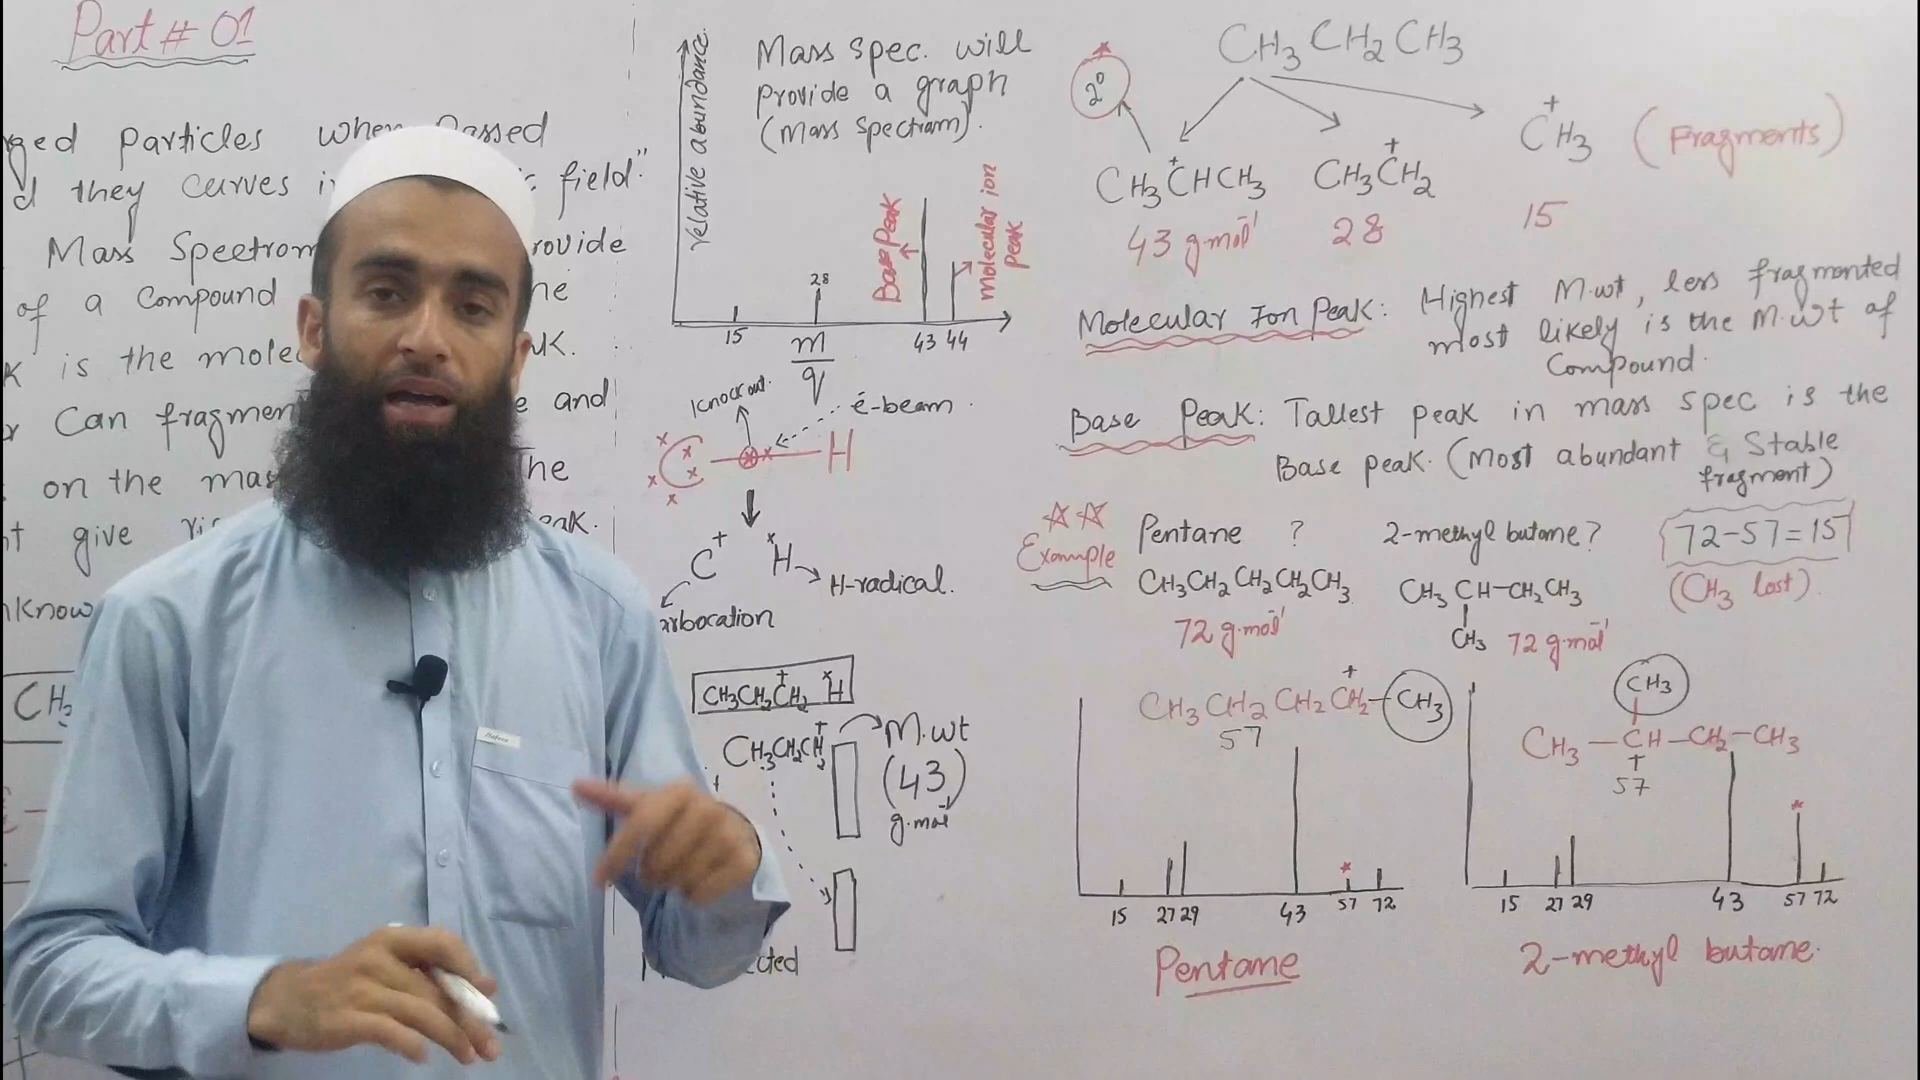 Part # 01
ged particles when passed
d they curves field"
Mass Spectrom rovide
of a Compound
K is the molec
Can fragment e and
on the mas The
t give eak.
know
CH3
relative abundance.
Mass spec. will
provide a graph
(Mass Spectrum).
28
Base Peak
molecular ion
peak
15
43 44
m
q
Knock out.
é-beam.
C H
C+ H
H-radical.
arbocation
CH3CH2CH2 H
+
CH3CH2CH2
+
M.wt
(43)
g.mol-1
cted
CH3CH2CH3
2°
+
CH3 (Fragments)
+
CH3CHCH3
+
CH3CH2
43 g.mol-1 28 15
Molecular Ion Peak: Highest M.wt, less fragmented
most likely is the M.wt of
Compound.
Base Peak: Tallest peak in mass spec is the
Base peak. (Most abundant & Stable
fragment)
☆☆
Example
Pentane ? 2-methyl butane? 72-57=15
CH3CH2CH2CH2CH3 CH3 CH-CH2CH3 (CH3 lost).
72 g.mol-1 CH3 72 g.mol-1
+
CH3CH2CH2CH2-CH3
57
CH3
CH3-CH-CH2-CH3
+
57
15 27 29 43 57 72
15 27 29 43 57 72
Pentane
2-methyl butane.